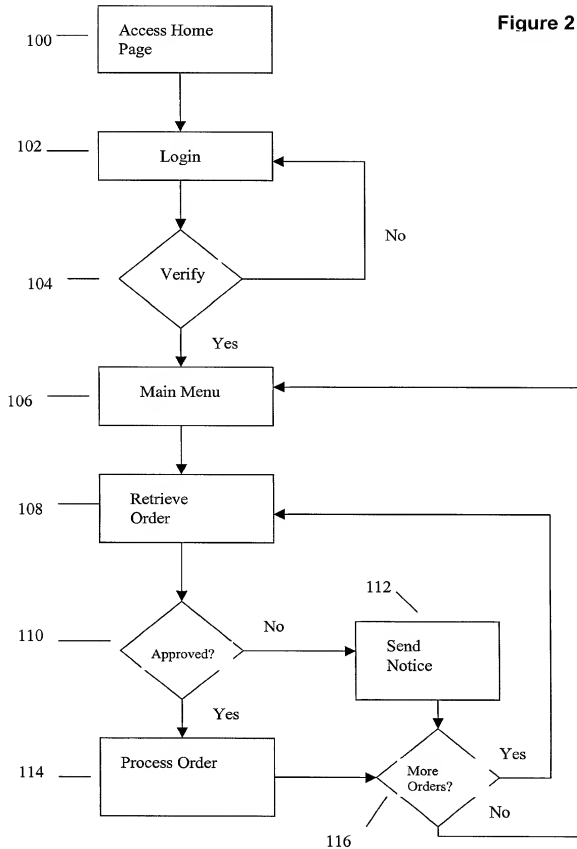 Figure 2
100
Access Home
Page
102
Login
No
104
Verify
Yes
106
Main Menu
108
Retrieve
Order
112
110
Approved?
No
Send
Notice
Yes
114
Process Order
More
Orders?
Yes
No
116